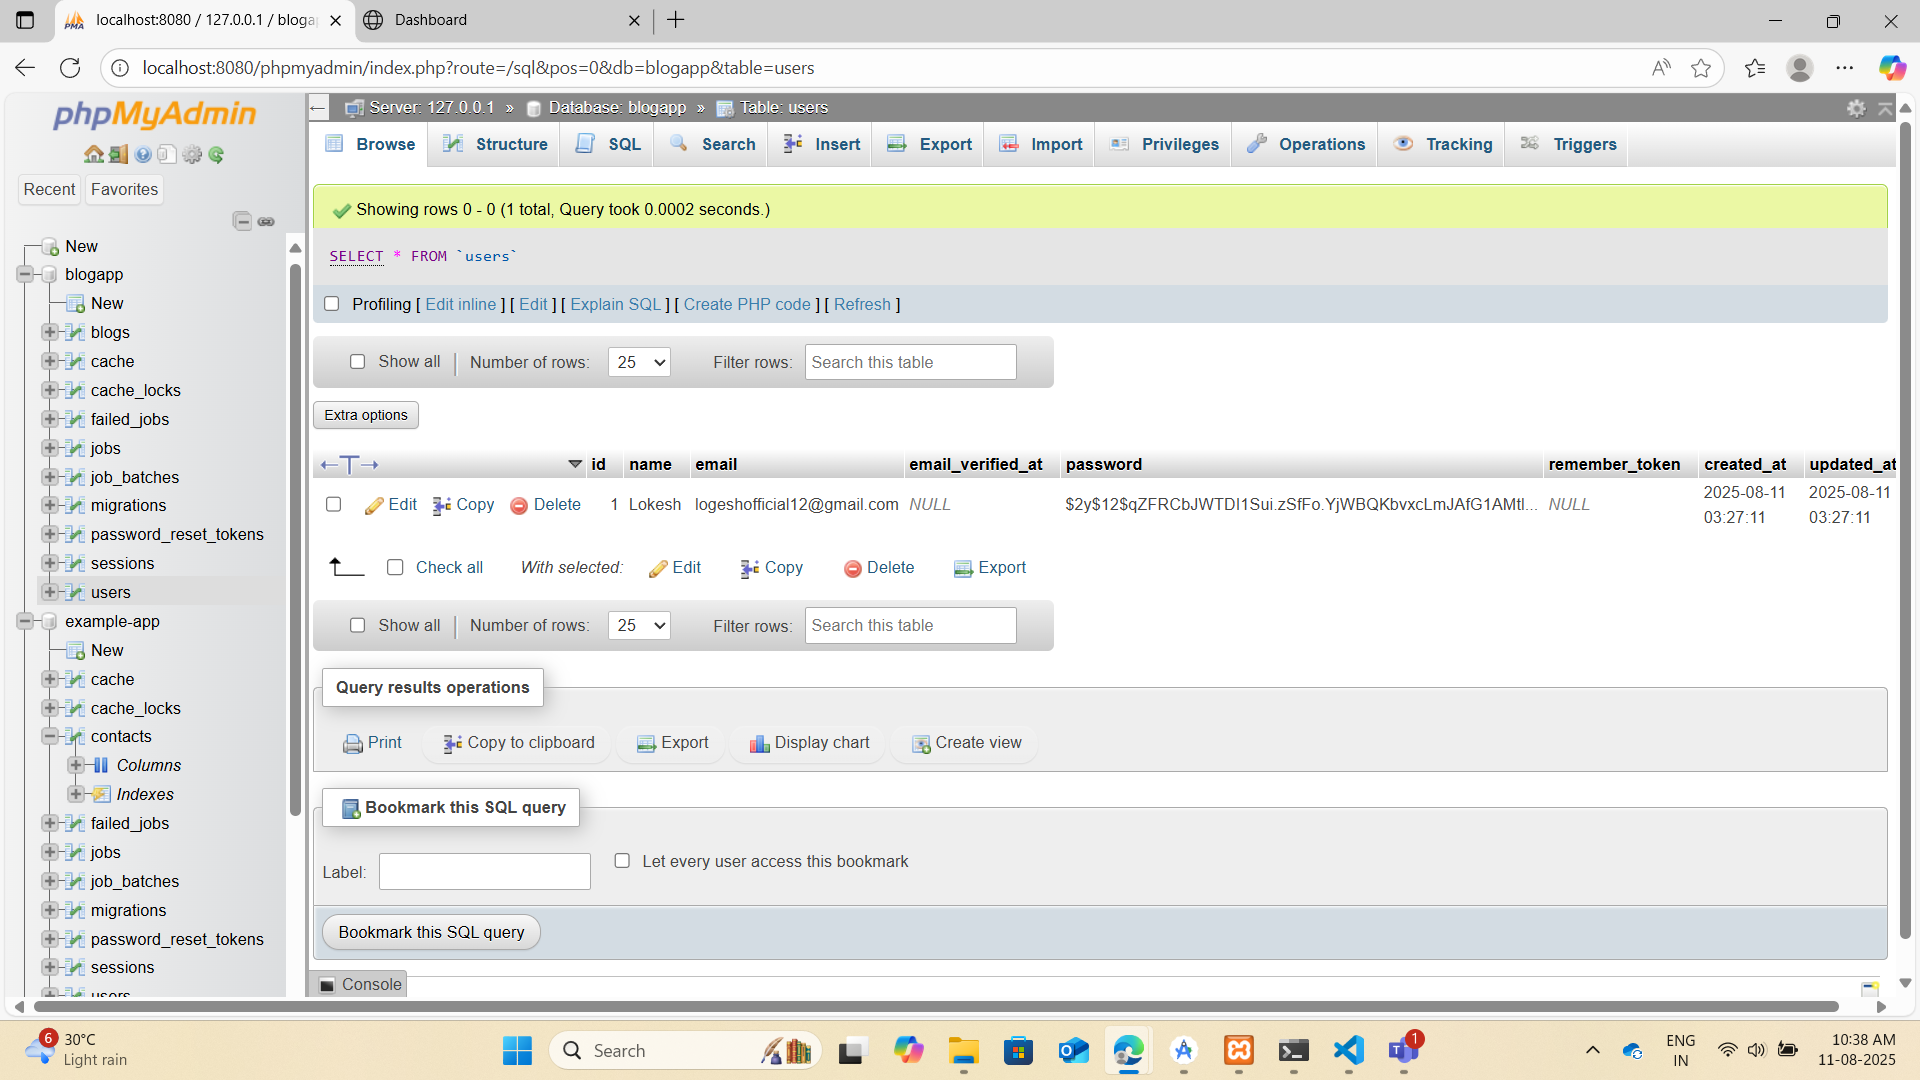 localhost:8080 / 127.0.0.1 / bloga
Dashboard
localhost:8080/phpmyadmin/index.php?route=/sql&pos=0&db=blogapp&table=users
phpMyAdmin
Recent
Favorites
New
blogapp
New
blogs
cache
cache_locks
failed_jobs
jobs
job_batches
migrations
password_reset_tokens
sessions
users
example-app
New
cache
cache_locks
contacts
Columns
Indexes
failed_jobs
jobs
job_batches
migrations
password_reset_tokens
sessions
users
Server: 127.0.0.1 » Database: blogapp » Table: users
Browse Structure SQL Search Insert Export Import Privileges Operations Tracking Triggers
Showing rows 0 - 0 (1 total, Query took 0.0002 seconds.)
SELECT * FROM `users`
Profiling [ Edit inline ] [ Edit ] [ Explain SQL ] [ Create PHP code ] [ Refresh ]
Show all | Number of rows: 25 Filter rows: Search this table
Extra options
←T→ id name email email_verified_at password remember_token created_at updated_at
Edit Copy Delete 1 Lokesh logeshofficial12@gmail.com NULL $2y$12$qZFRCbJWTDI1Sui.zSfFo.YjWBQKbvxcLmJAfG1AMtl... NULL 2025-08-11 2025-08-11
03:27:11 03:27:11
Check all With selected: Edit Copy Delete Export
Show all | Number of rows: 25 Filter rows: Search this table
Query results operations
Print Copy to clipboard Export Display chart Create view
Bookmark this SQL query
Label: Let every user access this bookmark
Bookmark this SQL query
Console
6
30°C
Light rain
Search
1
ENG
IN
10:38 AM
11-08-2025